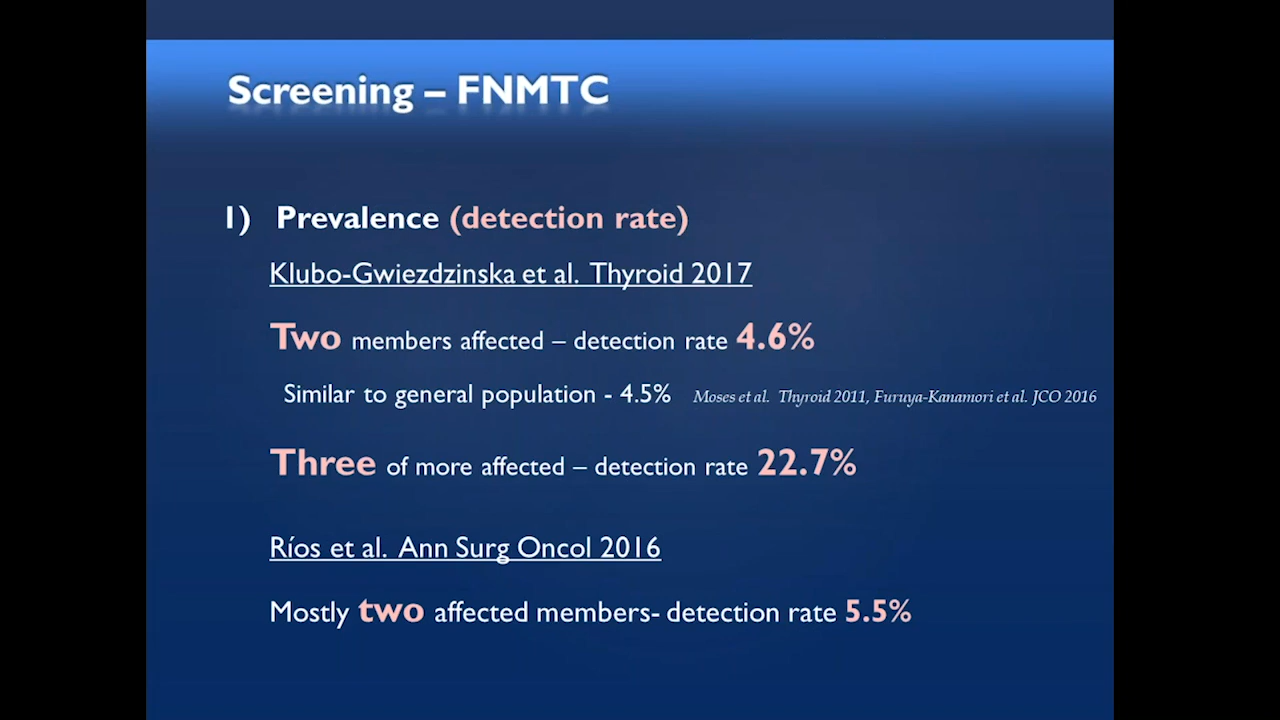 Screening – FNMTC
1) Prevalence (detection rate)
Klubo-Gwiezdzinska et al. Thyroid 2017
Two members affected – detection rate 4.6%
Similar to general population - 4.5% Moses et al. Thyroid 2011, Furuya-Kanamori et al. JCO 2016
Three of more affected – detection rate 22.7%
Ríos et al. Ann Surg Oncol 2016
Mostly two affected members- detection rate 5.5%